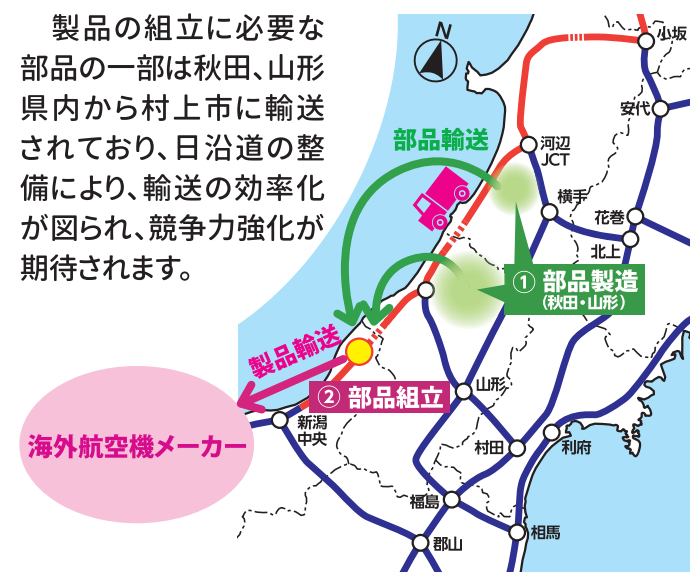 製品の組立に必要な
部品の一部は秋田、山形
県内から村上市に輸送
されており、日沿道の整
備により、輸送の効率化
が図られ、競争力強化が
期待されます。
N
小坂
安代
部品輸送
河辺
JCT
横手
花巻
北上
① 部品製造
(秋田・山形)
製品輸送
② 部品組立
山形
新潟
中央
海外航空機メーカー
村田
利府
福島
相馬
郡山